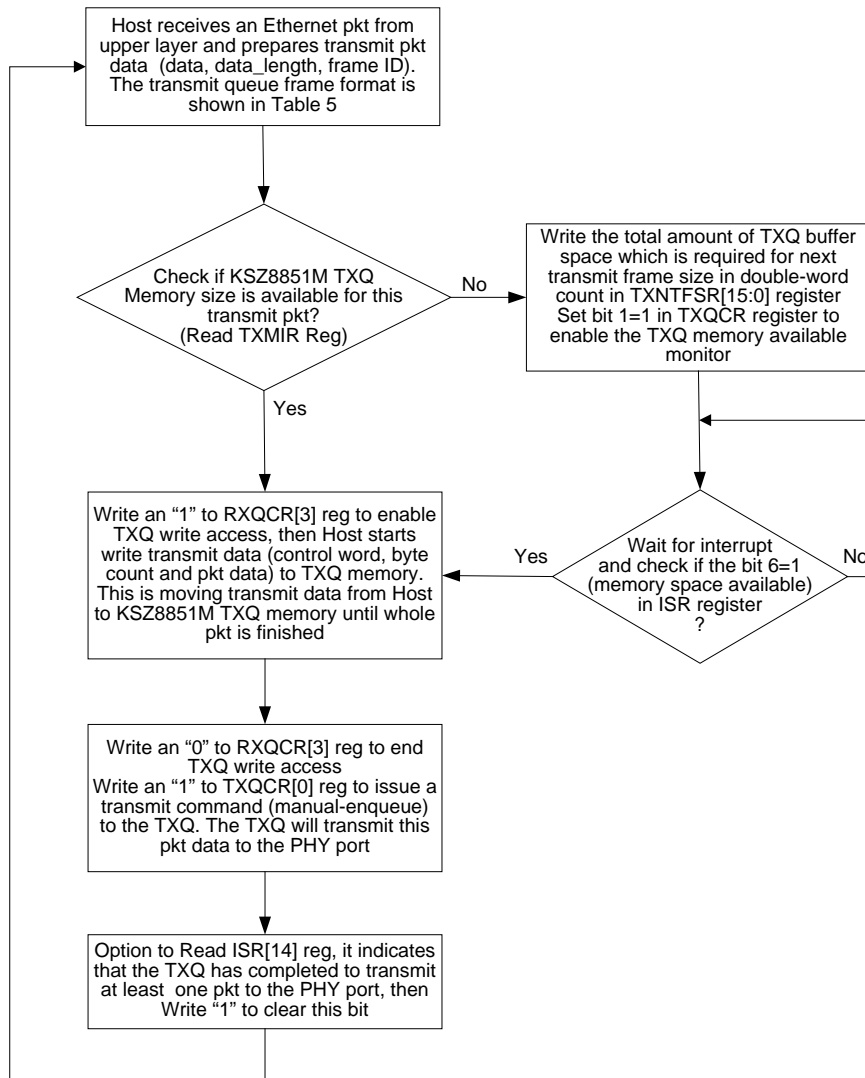 Host receives an Ethernet pkt from
upper layer and prepares transmit pkt
data (data, data_length, frame ID).
The transmit queue frame format is
shown in Table 5
Check if KSZ8851M TXQ
Memory size is available for this
transmit pkt?
(Read TXMIR Reg)
No
Yes
Write the total amount of TXQ buffer
space which is required for next
transmit frame size in double-word
count in TXNTFSR[15:0] register
Set bit 1=1 in TXQCR register to
enable the TXQ memory available
monitor
Wait for interrupt
and check if the bit 6=1
(memory space available)
in ISR register
?
Yes
No
Write an “1” to RXQCR[3] reg to enable
TXQ write access, then Host starts
write transmit data (control word, byte
count and pkt data) to TXQ memory.
This is moving transmit data from Host
to KSZ8851M TXQ memory until whole
pkt is finished
Write an “0” to RXQCR[3] reg to end
TXQ write access
Write an “1” to TXQCR[0] reg to issue a
transmit command (manual-enqueue)
to the TXQ. The TXQ will transmit this
pkt data to the PHY port
Option to Read ISR[14] reg, it indicates
that the TXQ has completed to transmit
at least one pkt to the PHY port, then
Write “1” to clear this bit